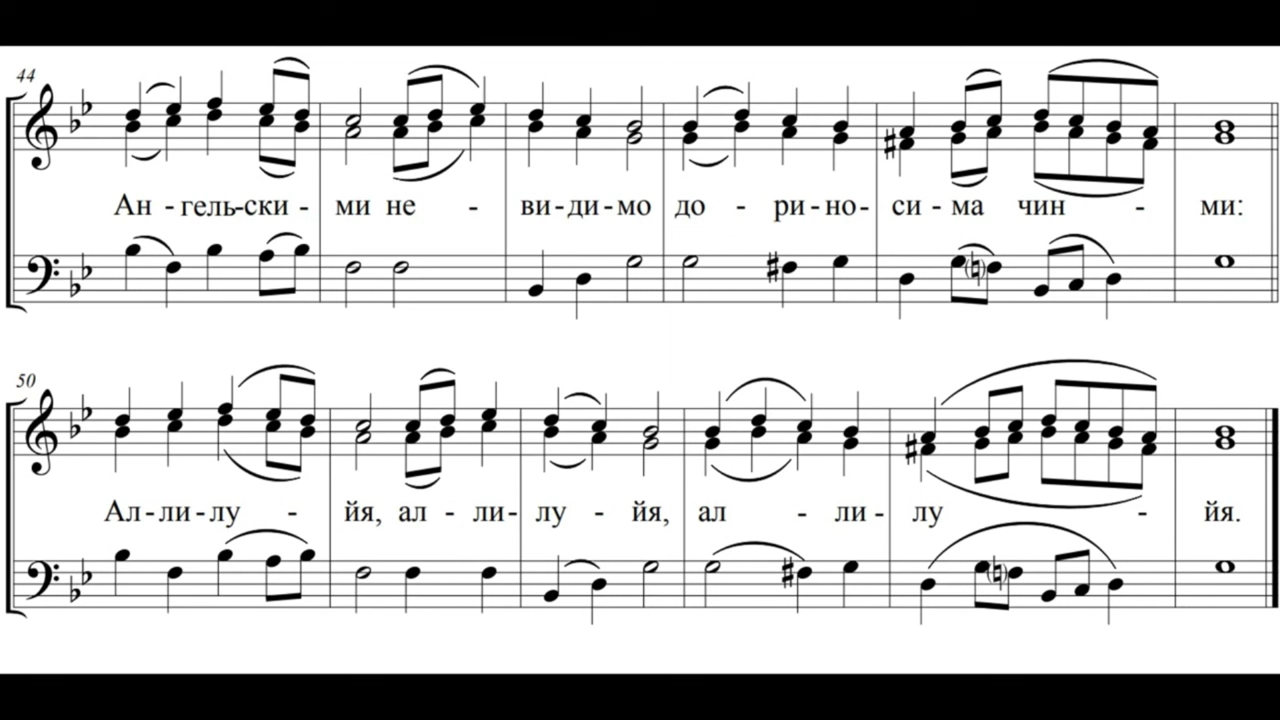 44
Ан - гель-ски - ми не - ви-ди-мо до - ри-но- си - ма чин - ми:
50
Ал-ли-лу - йя, ал - ли- лу - йя, ал - ли - лу - йя.